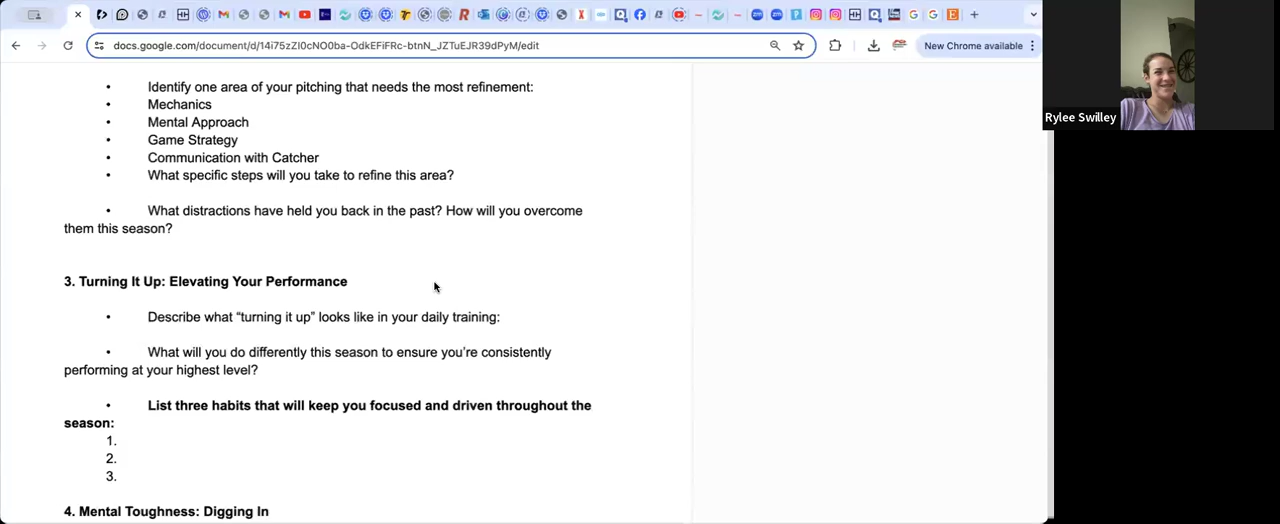 docs.google.com/document/d/14i75zZI0cNO0ba-OdkEFiFRc-btnN_JZTuEJR39dPyM/edit
New Chrome available
Rylee Swilley
• Identify one area of your pitching that needs the most refinement:
• Mechanics
• Mental Approach
• Game Strategy
• Communication with Catcher
• What specific steps will you take to refine this area?
• What distractions have held you back in the past? How will you overcome
them this season?
3. Turning It Up: Elevating Your Performance
• Describe what “turning it up” looks like in your daily training:
• What will you do differently this season to ensure you’re consistently
performing at your highest level?
• List three habits that will keep you focused and driven throughout the
season:
1.
2.
3.
4. Mental Toughness: Digging In